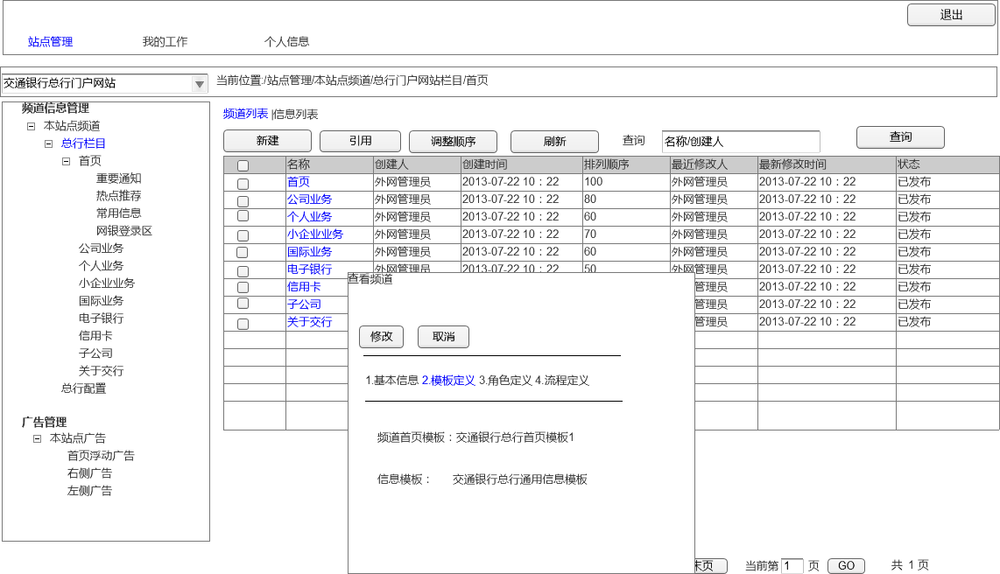 退出
站点管理 我的工作 个人信息
交通银行总行门户网站 当前位置:/站点管理/本站点频道/总行门户网站栏目/首页
频道信息管理
本站点频道
总行栏目
首页
重要通知
热点推荐
常用信息
网银登录区
公司业务
个人业务
小企业业务
国际业务
电子银行
信用卡
子公司
关于交行
总行配置
广告管理
本站点广告
首页浮动广告
右侧广告
左侧广告
频道列表 |信息列表
新建 引用 调整顺序 刷新 查询 名称/创建人 查询
名称 创建人 创建时间 排列顺序 最近修改人 最新修改时间 状态
首页 外网管理员 2013-07-22 10：22 100 外网管理员 2013-07-22 10：22 已发布
公司业务 外网管理员 2013-07-22 10：22 80 外网管理员 2013-07-22 10：22 已发布
个人业务 外网管理员 2013-07-22 10：22 60 外网管理员 2013-07-22 10：22 已发布
小企业业务 外网管理员 2013-07-22 10：22 70 外网管理员 2013-07-22 10：22 已发布
国际业务 外网管理员 2013-07-22 10：22 60 外网管理员 2013-07-22 10：22 已发布
电子银行 外网管理员 2013-07-22 10：22 50 外网管理员 2013-07-22 10：22 已发布
信用卡 管理员 2013-07-22 10：22 已发布
子公司 管理员 2013-07-22 10：22 已发布
关于交行 管理员 2013-07-22 10：22 已发布
查看频道
修改 取消
1.基本信息 2.模板定义 3.角色定义 4.流程定义
频道首页模板：交通银行总行首页模板1
信息模板： 交通银行总行通用信息模板
末页 当前第 1 页 GO 共 1 页